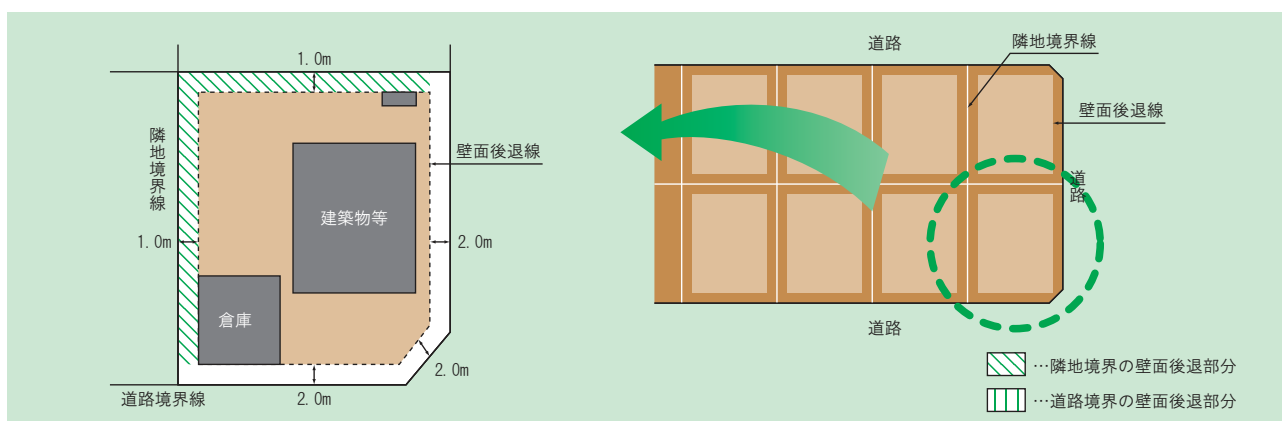 1.0m
隣地境界線
壁面後退線
建築物等
1.0m
2.0m
倉庫
2.0m
道路境界線
2.0m
道路
隣地境界線
壁面後退線
道路
道路
…隣地境界の壁面後退部分
…道路境界の壁面後退部分